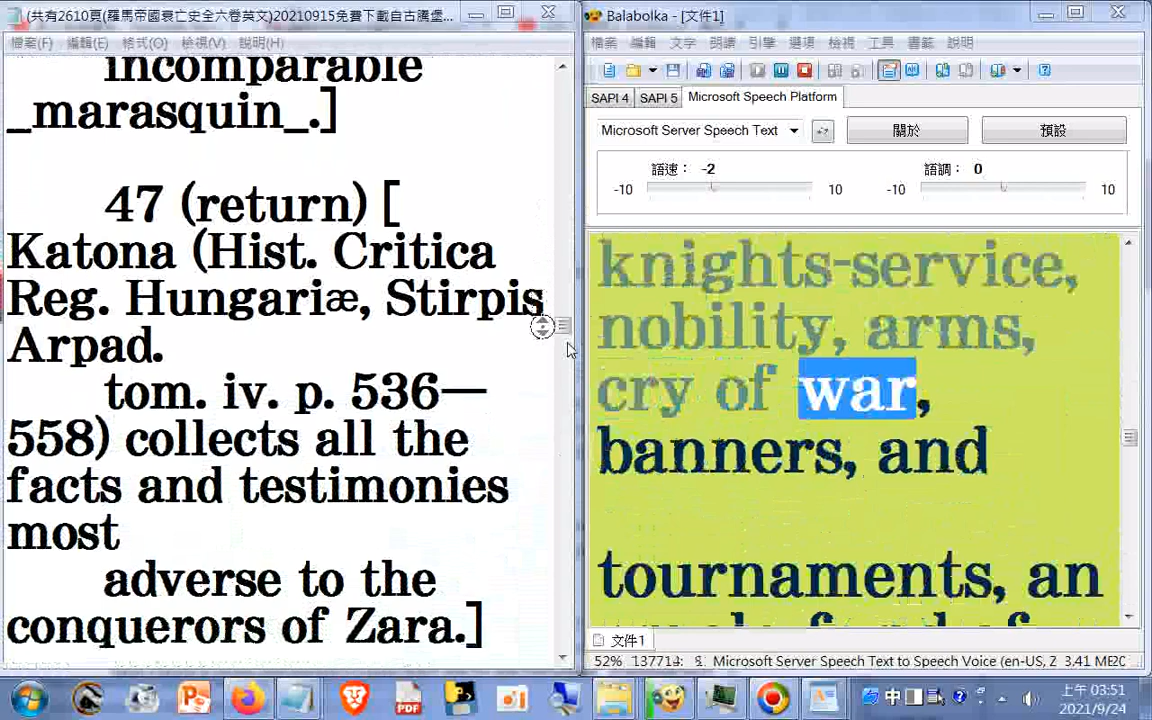 (共有2610頁(羅馬帝國衰亡史全六卷英文)20210915免費下載自古騰堡...
檔案(F) 編輯(E) 格式(O) 檢視(V) 說明(H)
incomparable
_marasquin_.]
47 (return) [
Katona (Hist. Critica
Reg. Hungariæ, Stirpis
Arpad.
tom. iv. p. 536—
558) collects all the
facts and testimonies
most
adverse to the
conquerors of Zara.]
Balabolka - [文件1]
檔案 編輯 文字 朗讀 引擎 選項 檢視 工具 書籤 說明
SAPI 4 SAPI 5 Microsoft Speech Platform
Microsoft Server Speech Text 關於 預設
語速: -2 語調: 0
-10 10 -10 10
knights-service,
nobility, arms,
cry of war,
banners, and
tournaments, an
文件1
52% Microsoft Server Speech Text to Speech Voice (en-US, Z 3.41 ME
中
上午 03:51
2021/9/24